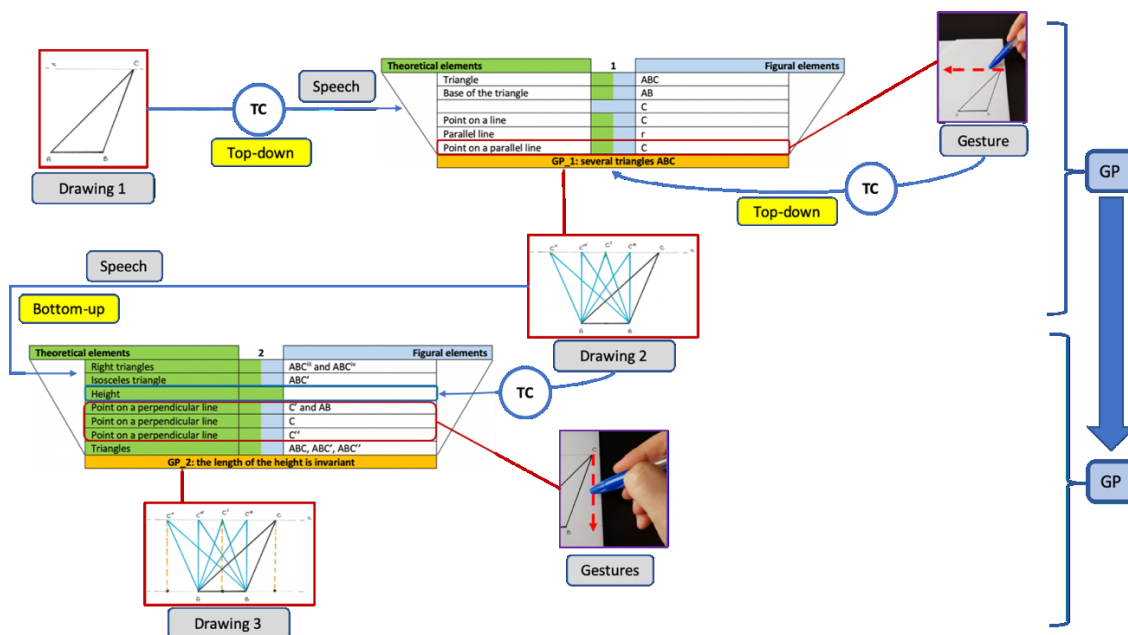 r
C
A
B
Drawing 1
TC
Top-down
Speech
Theoretical elements 1 Figural elements
Triangle ABC
Base of the triangle AB
C
Point on a line C
Parallel line r
Point on a parallel line C
GP_1: several triangles ABC
Gesture
TC
Top-down
GP
Speech
Bottom-up
C
A B
Drawing 2
TC
Theoretical elements 2 Figural elements
Right triangles ABCⁱⁱⁱ and ABCⁱᵛ
Isosceles triangle ABC'
Height
Point on a perpendicular line C' and AB
Point on a perpendicular line C
Point on a perpendicular line C''
Triangles ABC, ABC', ABC''
GP_2: the length of the height is invariant
GP
C
B
Gestures
C
A B
Drawing 3